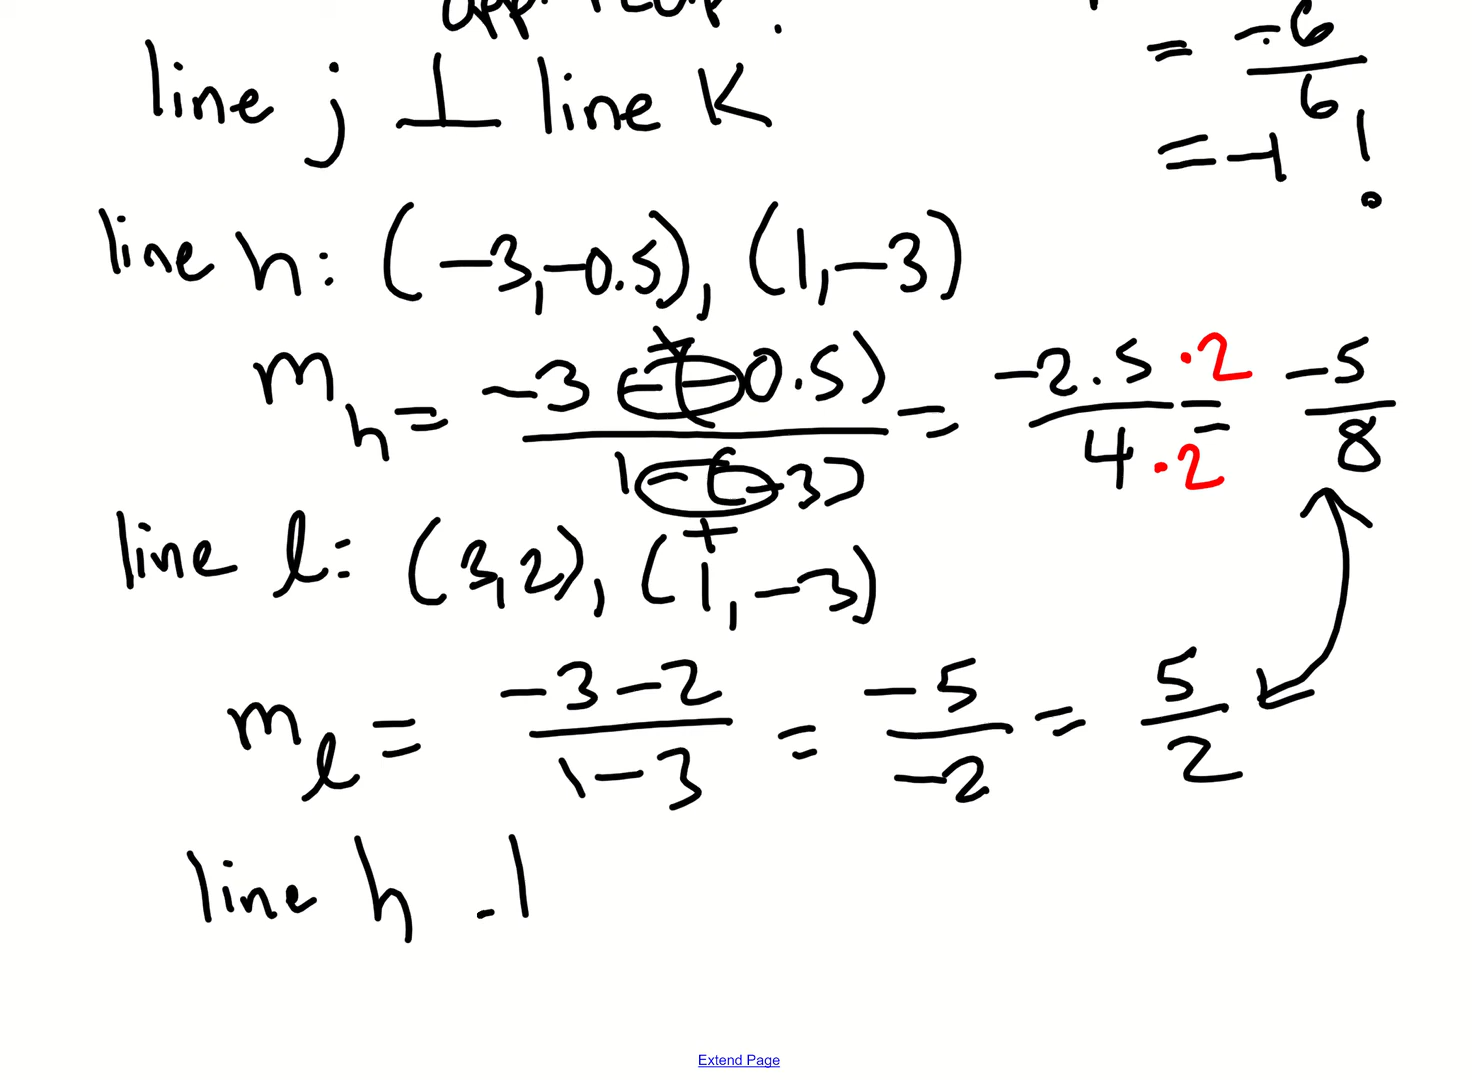 app. recip.
= -6/6
line j ⊥ line K
= -1 !
line h: (-3, -0.5), (1, -3)
m_h = (-3 - (-0.5))/(1 - (-3)) = (-2.5 · 2)/(4 · 2) = -5/8
+
+
line l: (3, 2), (1, -3)
m_l = (-3 - 2)/(1 - 3) = -5/-2 = 5/2
line h
Extend Page